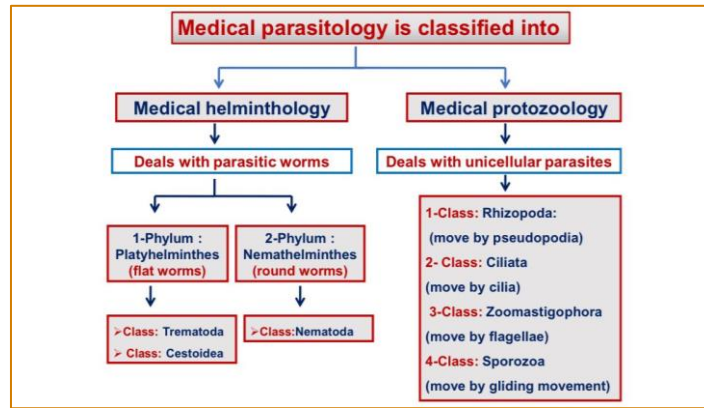 Medical parasitology is classified into
Medical helminthology
Deals with parasitic worms
1-Phylum :
Platyhelminthes
(flat worms)
➢Class: Trematoda
➢ Class: Cestoidea
2-Phylum :
Nemathelminthes
(round worms)
➢Class:Nematoda
Medical protozoology
Deals with unicellular parasites
1-Class: Rhizopoda:
(move by pseudopodia)
2- Class: Ciliata
(move by cilia)
3-Class: Zoomastigophora
(move by flagellae)
4-Class: Sporozoa
(move by gliding movement)